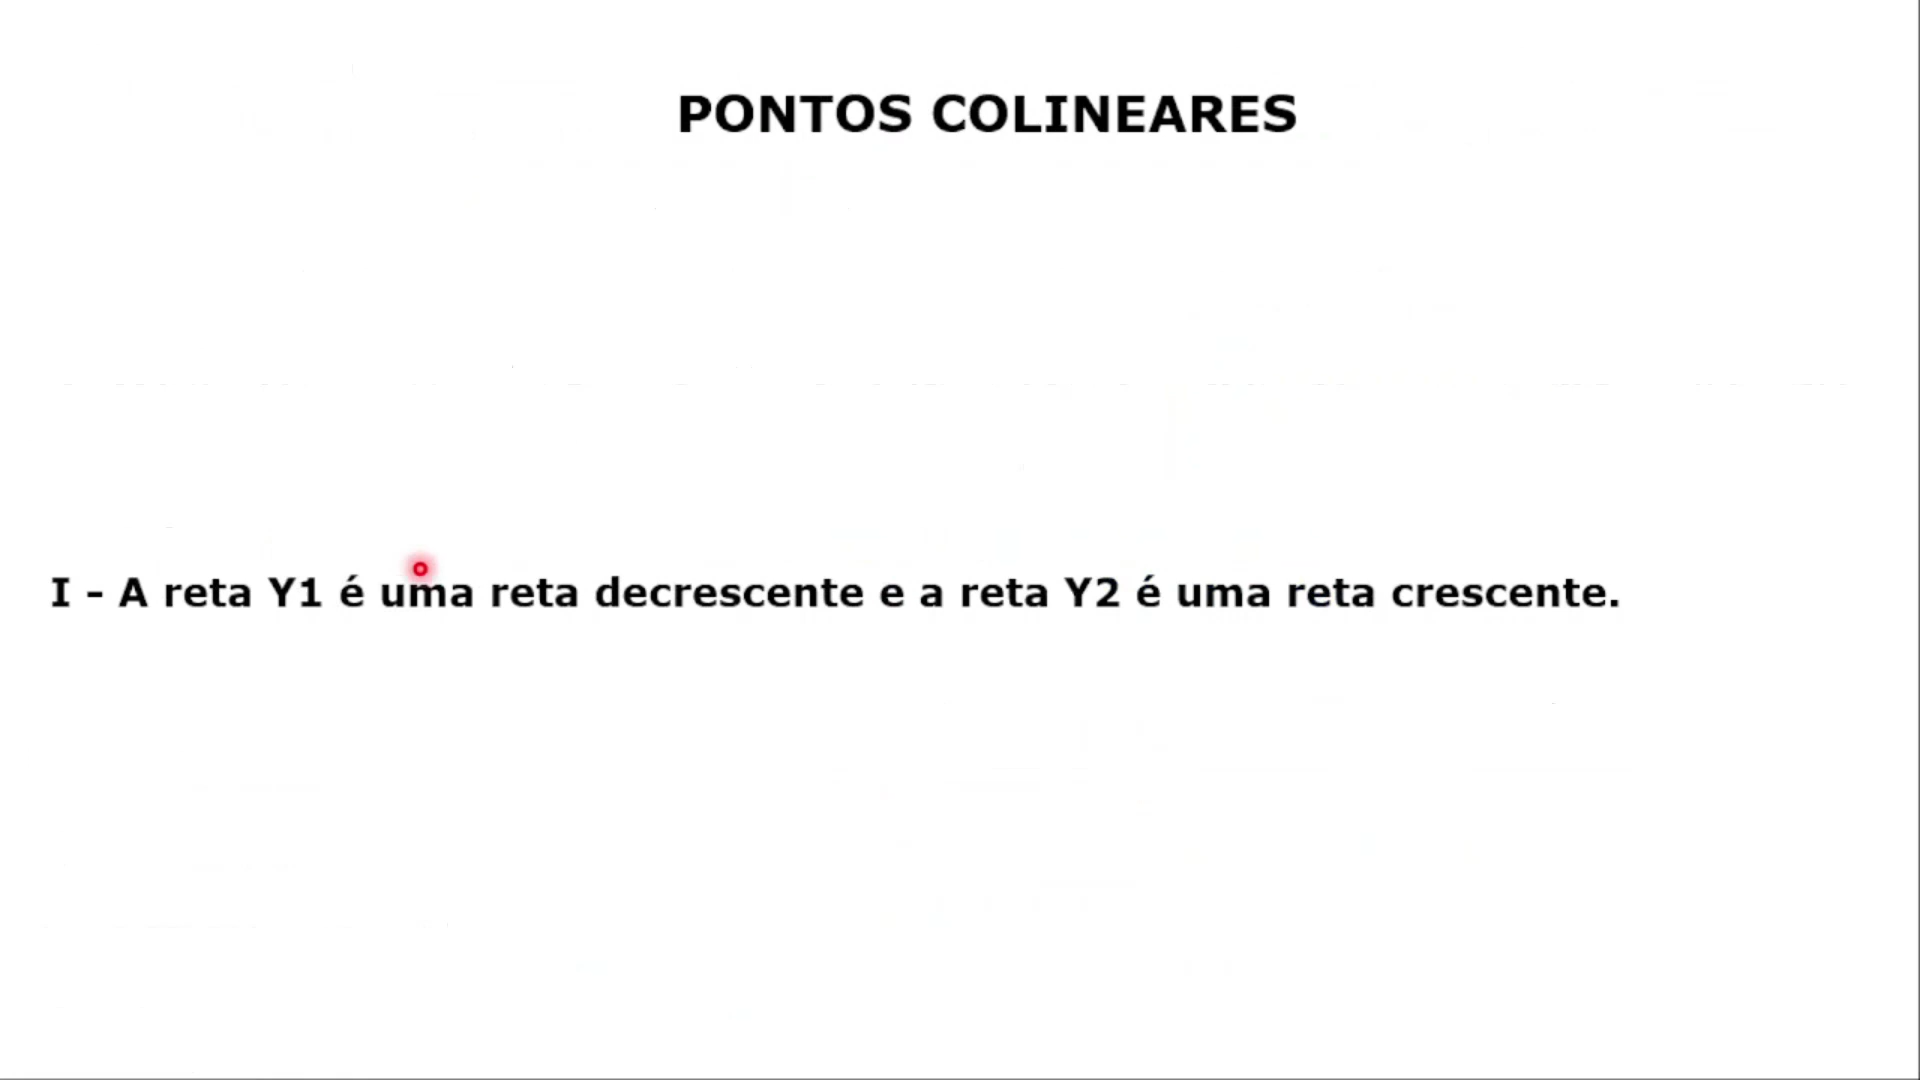 PONTOS COLINEARES
I - A reta Y1 é uma reta decrescente e a reta Y2 é uma reta crescente.